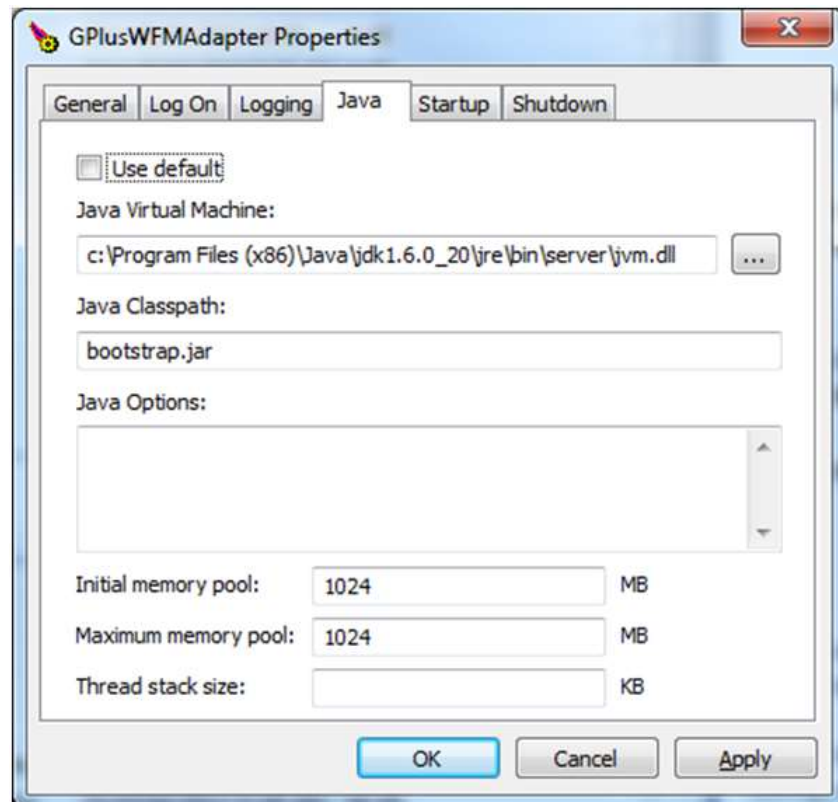 GPlusWFMAdapter Properties
General Log On Logging Java Startup Shutdown
Use default
Java Virtual Machine:
c:\Program Files (x86)\Java\jdk1.6.0_20\jre\bin\server\jvm.dll ...
Java Classpath:
bootstrap.jar
Java Options:
Initial memory pool: 1024 MB
Maximum memory pool: 1024 MB
Thread stack size: KB
OK Cancel Apply